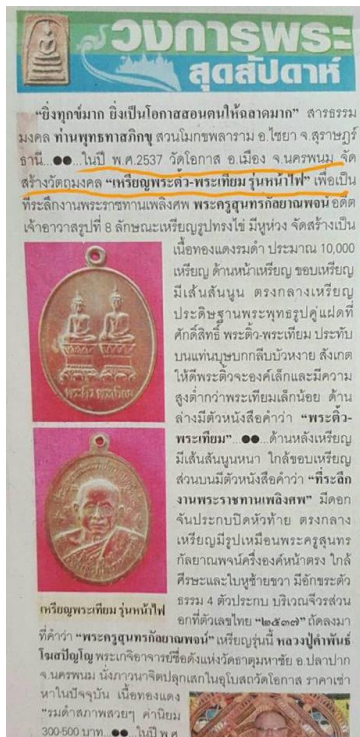 วงการพระ
สุดสัปดาห์
"ยิ่งทุกข์มาก ยิ่งเป็นโอกาสสอนตนให้ฉลาดมาก" สารธรรม
มงคล ท่านพุทธทาสภิกขุ สวนโมกขพลาราม อ.ไชยา จ.สุราษฎร์
ธานี...●●...ในปี พ.ศ.2537 วัดโอกาส อ.เมือง จ.นครพนม จัด
สร้างวัตถุมงคล "เหรียญพระติ้ว-พระเทียม รุ่นหน้าไฟ" เพื่อเป็น
ที่ระลึกงานพระราชทานเพลิงศพ พระครูสุนทรกัลยาณพจน์ อดีต
เจ้าอาวาสรูปที่ 8 ลักษณะเหรียญรูปทรงไข่ มีหูห่วง จัดสร้างเป็น
เนื้อทองแดงรมดำ ประมาณ 10,000
เหรียญ ด้านหน้าเหรียญ ขอบเหรียญ
มีเส้นสันนูน ตรงกลางเหรียญ
ประดิษฐานพระพุทธรูปคู่แฝดที่
ศักดิ์สิทธิ์ พระติ้ว-พระเทียม ประทับ
บนแท่นบุษบกกลีบบัวหงาย สังเกต
ให้ดีพระติ้วจะองค์เล็กและมีความ
สูงต่ำกว่าพระเทียมเล็กน้อย ด้าน
ล่างมีตัวหนังสือคำว่า "พระติ้ว-
พระเทียม"...●●...ด้านหลังเหรียญ
มีเส้นสันนูนหนา ใกล้ขอบเหรียญ
ส่วนบนมีตัวหนังสือคำว่า "ที่ระลึก
งานพระราชทานเพลิงศพ" มีดอก
จันประกบปิดหัวท้าย ตรงกลาง
เหรียญมีรูปเหมือนพระครูสุนทร
กัลยาณพจน์ครึ่งองค์หน้าตรง ใกล้
ศีรษะและใบหูซ้ายขวา มีอักขระตัว
ธรรม 4 ตัวประกบ บริเวณจีวรส่วน
อกที่ตัวเลขไทย "๒๕๓๗" ถัดลงมา
ที่คำว่า "พระครูสุนทรกัลยาณพจน์" เหรียญรุ่นนี้ หลวงปู่คำพันธ์
โฆสปัญโญ พระเกจิอาจารย์ชื่อดังแห่งวัดธาตุมหาชัย อ.ปลาปาก
จ.นครพนม นั่งภาวนาจิตปลุกเสกในอุโบสถวัดโอกาส ราคาเช่า
หาในปัจจุบัน เนื้อทองแดง
รมดำสภาพสวยๆ ค่านิยม
300-500 บาท...●●...ในปี พ.ศ.
พระติ้ว พระเทียม
เหรียญพระเทียม รุ่นหน้าไฟ